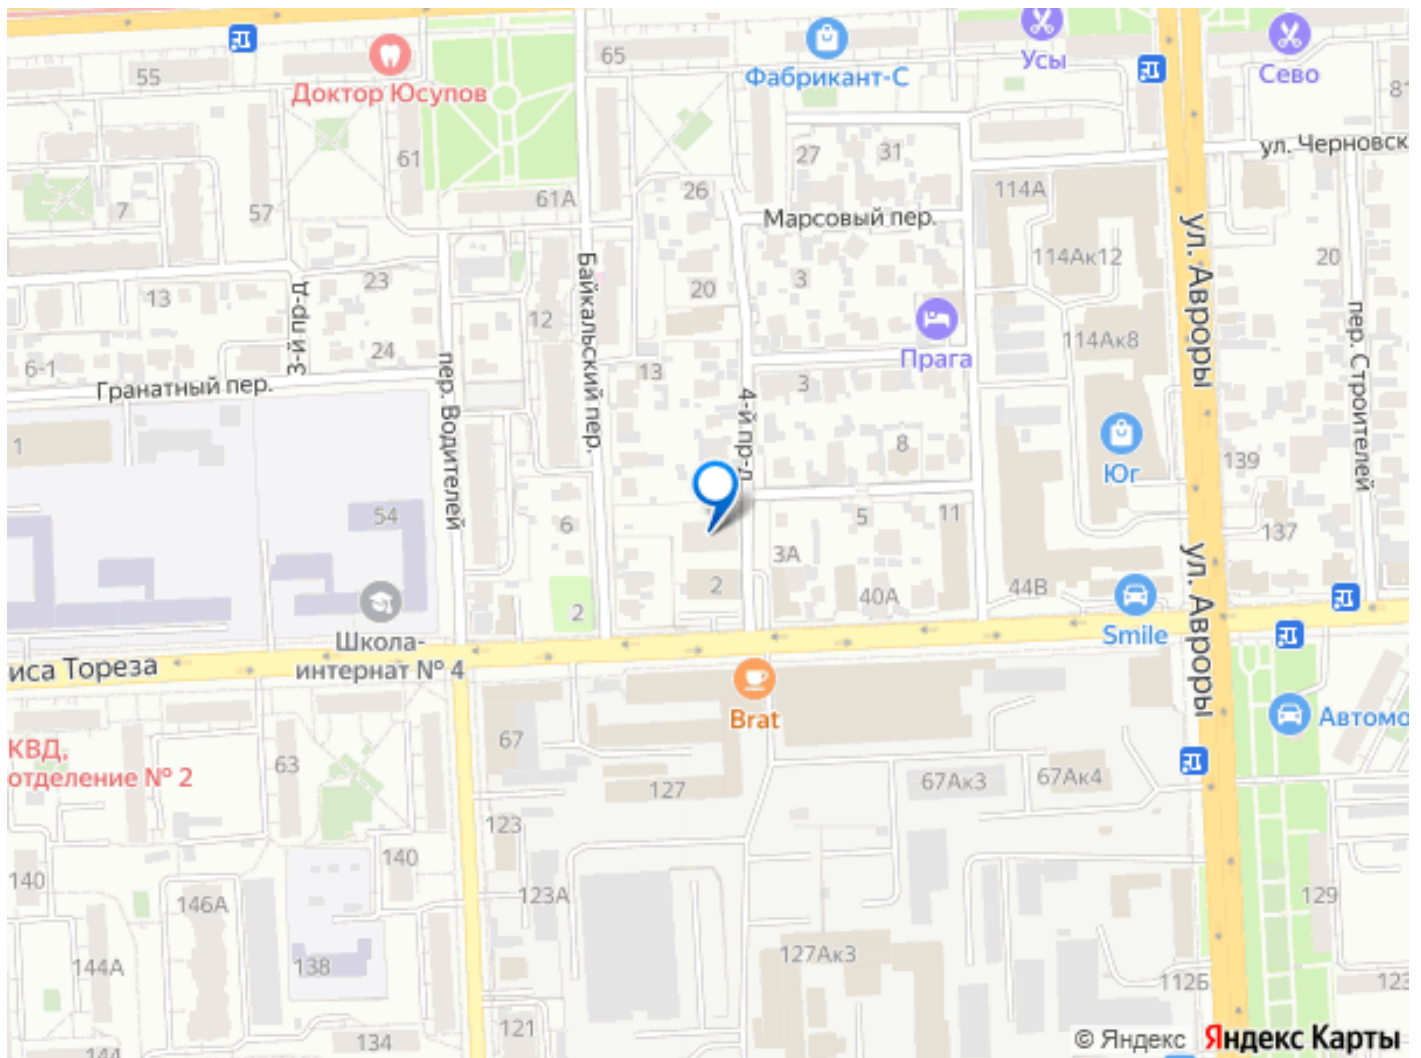 55
Доктор Юсупов
65
Фабрикант-С
Усы
Сево
81
61
ул. Черновск
27
31
7
57
61А
26
114А
Марсовый пер.
ул. Авроры
114Ак12
20
13
23
3-й пр-д
Байкальский пер.
20
3
12
Прага
114Ак8
пер. Строителей
6-1
24
Гранатный пер.
пер. Водителей
13
4-й пр-д
3
1
8
Юг
139
54
6
5
11
137
3А
2
2
40А
44В
ул. Авроры
Школа-
интернат № 4
Smile
иса Тореза
Brat
Автомо
КВД,
отделение № 2
63
67
127
67Ак3
67Ак4
123
140
140
123А
146А
129
144А
138
127Ак3
112Б
123
144
134
121
© Яндекс Яндекс Карты